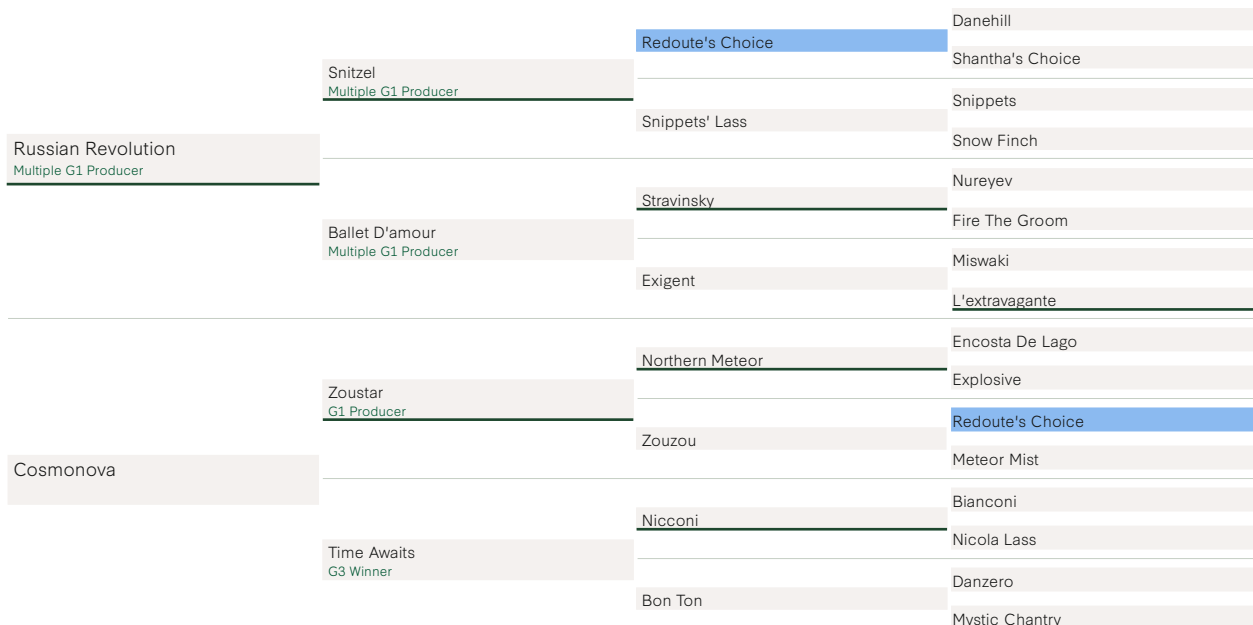 Russian Revolution
Multiple G1 Producer
Cosmonova
Snitzel
Multiple G1 Producer
Ballet D'amour
Multiple G1 Producer
Zoustar
G1 Producer
Time Awaits
G3 Winner
Redoute's Choice
Snippets' Lass
Stravinsky
Exigent
Northern Meteor
Zouzou
Nicconi
Bon Ton
Danehill
Shantha's Choice
Snippets
Snow Finch
Nureyev
Fire The Groom
Miswaki
L'extravagante
Encosta De Lago
Explosive
Redoute's Choice
Meteor Mist
Bianconi
Nicola Lass
Danzero
Mystic Chantry